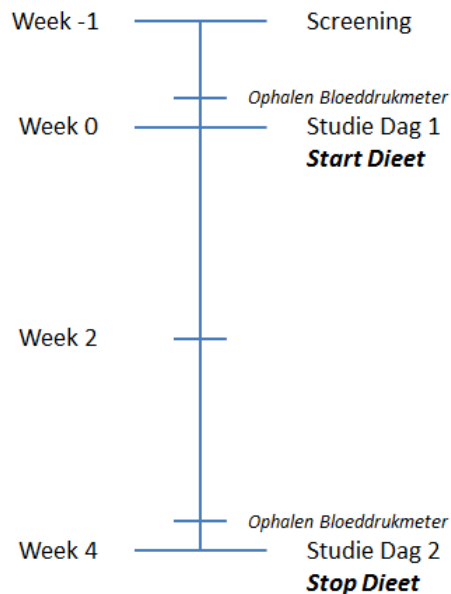 Week -1 Screening
Ophalen Bloeddrukmeter
Week 0 Studie Dag 1
Start Dieet
Week 2
Ophalen Bloeddrukmeter
Week 4 Studie Dag 2
Stop Dieet